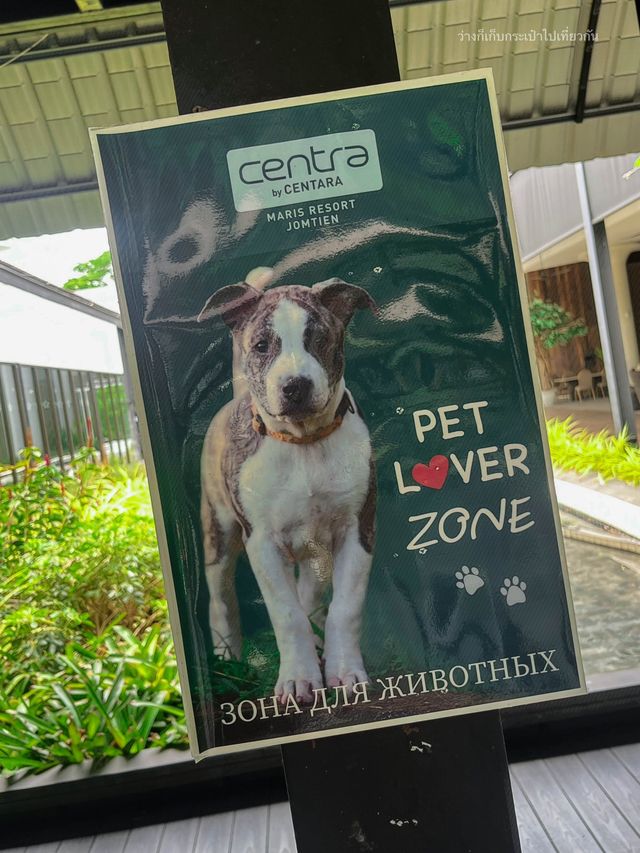 ว่างก็เก็บกระเป๋าไปเที่ยวกัน
centra
by CENTARA
MARIS RESORT
JOMTIEN
PET
LOVER
ZONE
ЗОНА ДЛЯ ЖИВОТНЫХ